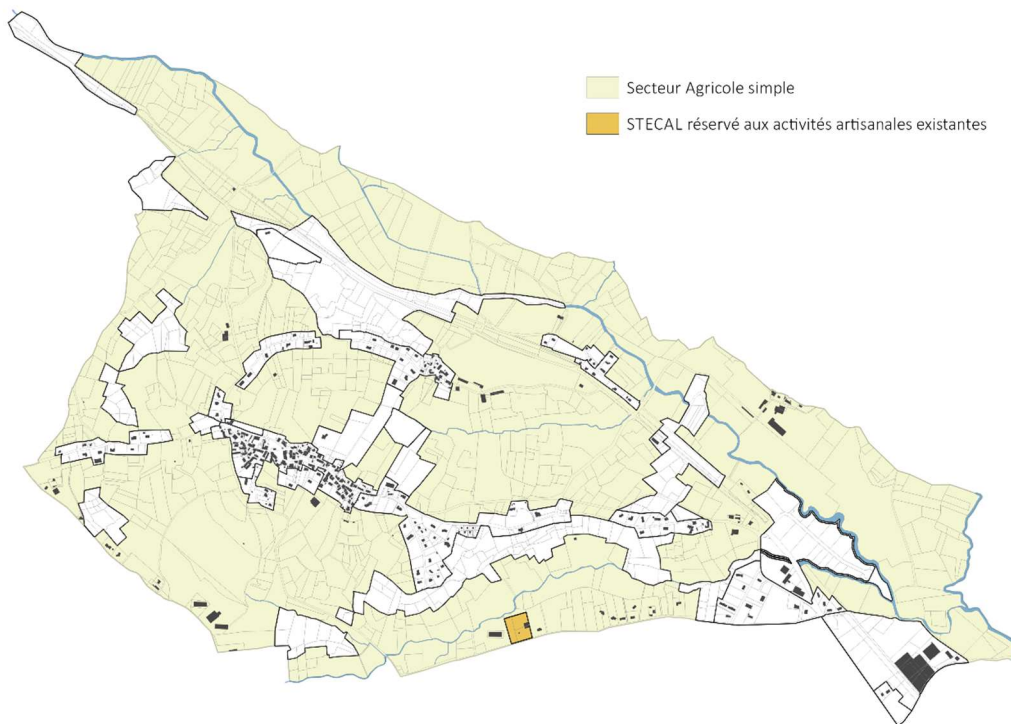 Secteur Agricole simple
STECAL réservé aux activités artisanales existantes